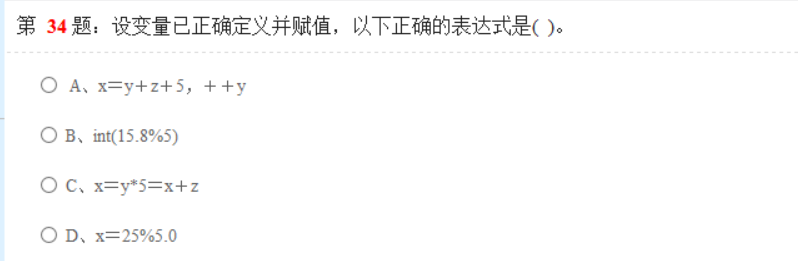 第 34 题：设变量已正确定义并赋值，以下正确的表达式是( )。
A、x＝y+z+5，＋＋y
B、int(15.8%5)
C、x＝y*5＝x＋z
D、x＝25%5.0